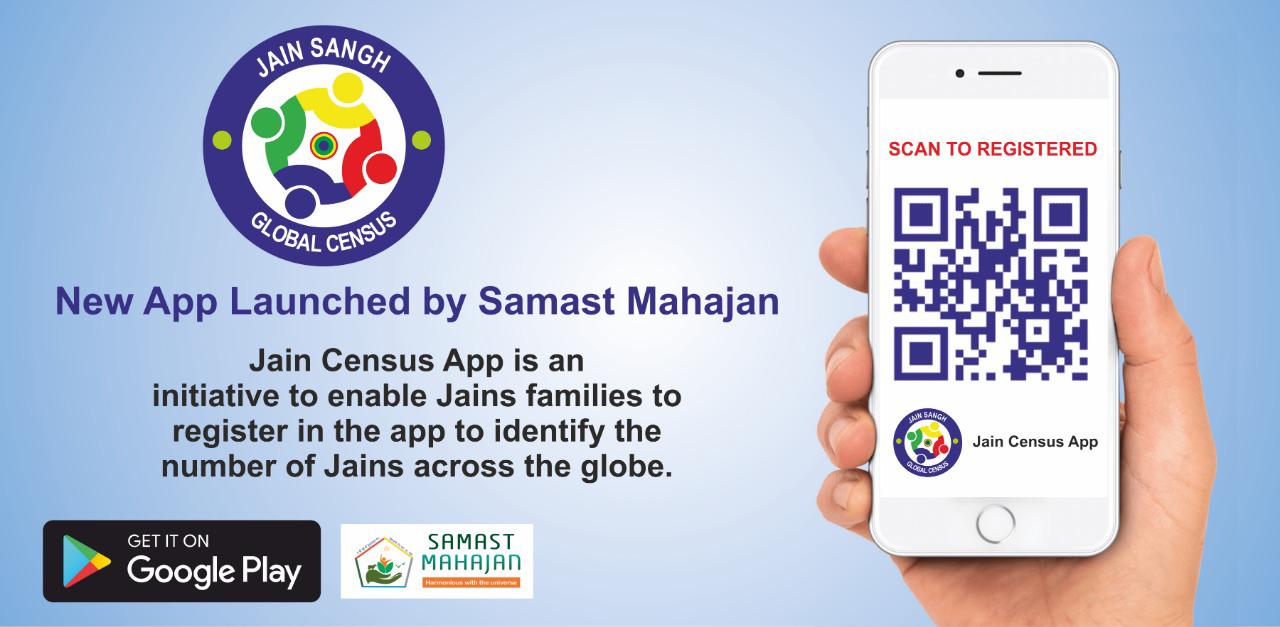 JAIN SANGH
GLOBAL CENSUS
New App Launched by Samast Mahajan
Jain Census App is an
initiative to enable Jains families to
register in the app to identify the
number of Jains across the globe.
GET IT ON
Google Play
SAMAST
MAHAJAN
Harmonious with the universe
SCAN TO REGISTERED
JAIN SANGH
GLOBAL CENSUS
Jain Census App